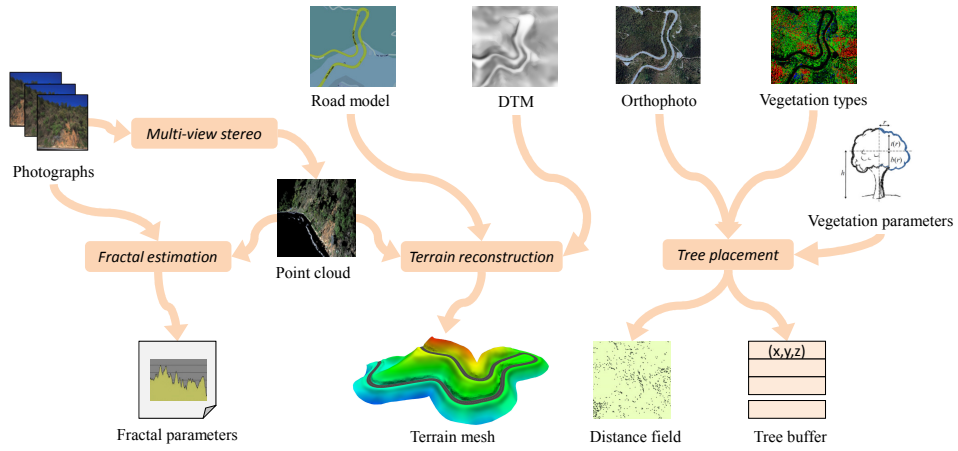 Road model
DTM
Orthophoto
Vegetation types
Multi-view stereo
Photographs
r
t(r)
h
b(r)
Vegetation parameters
Fractal estimation
Point cloud
Terrain reconstruction
Tree placement
(x,y,z)
Fractal parameters
Terrain mesh
Distance field
Tree buffer